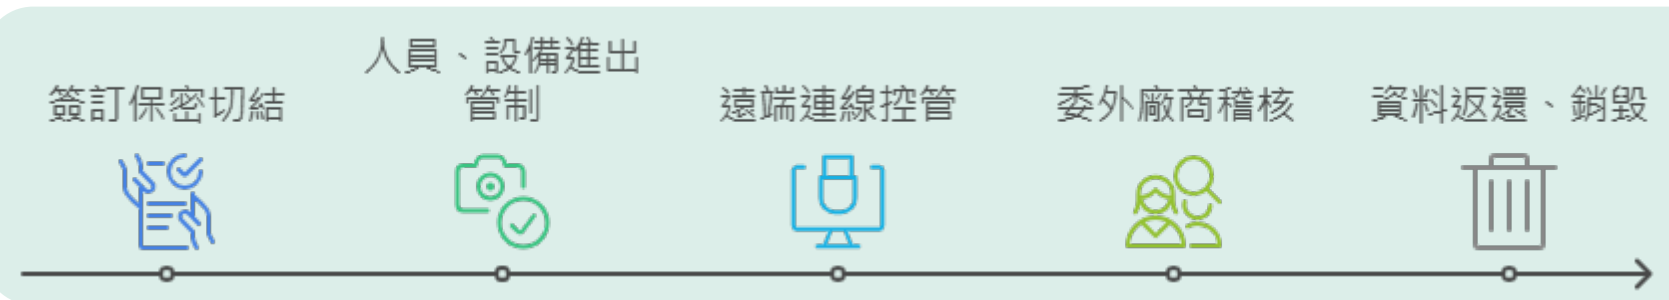 簽訂保密切結
人員、設備進出
管制
遠端連線控管
委外廠商稽核
資料返還、銷毀